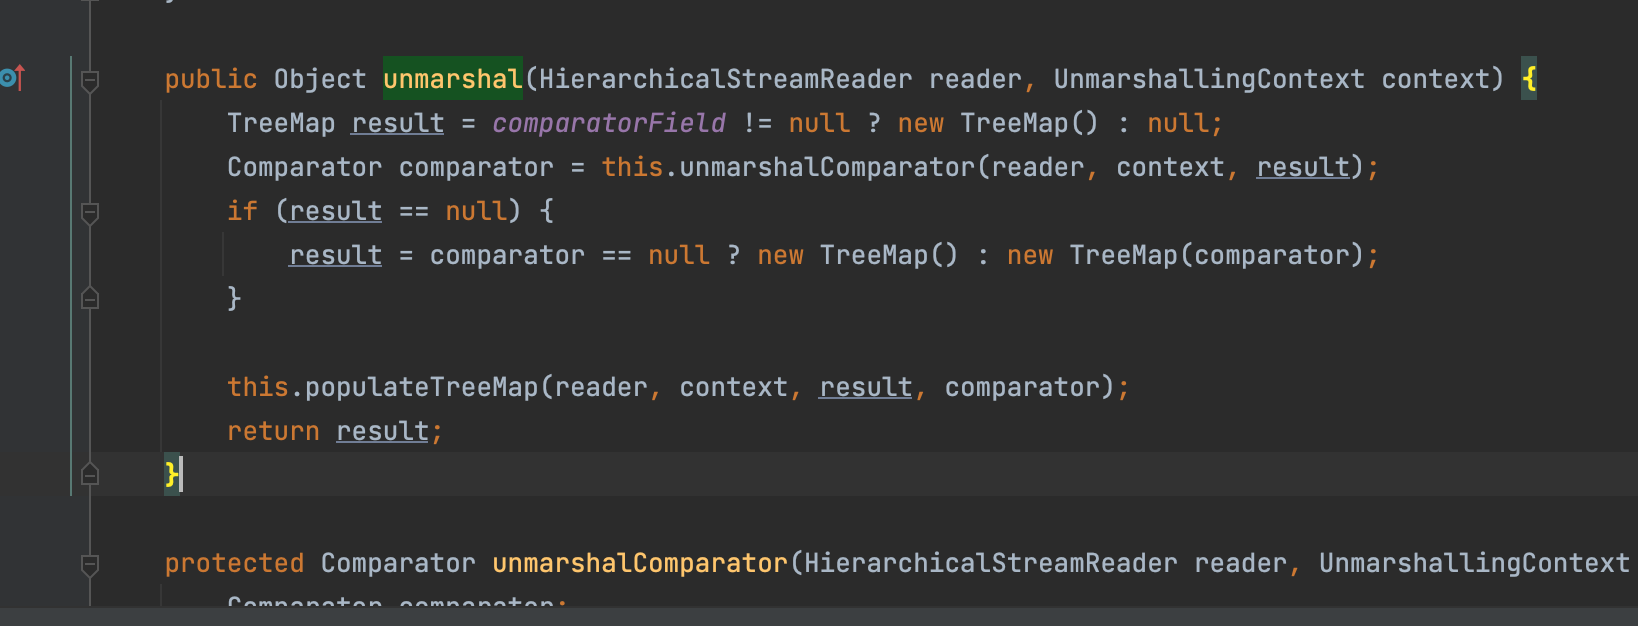 }
public Object unmarshal(HierarchicalStreamReader reader, UnmarshallingContext context) {
TreeMap result = comparatorField != null ? new TreeMap() : null;
Comparator comparator = this.unmarshalComparator(reader, context, result);
if (result == null) {
result = comparator == null ? new TreeMap() : new TreeMap(comparator);
}
this.populateTreeMap(reader, context, result, comparator);
return result;
}
protected Comparator unmarshalComparator(HierarchicalStreamReader reader, UnmarshallingContext
Comparator comparator;